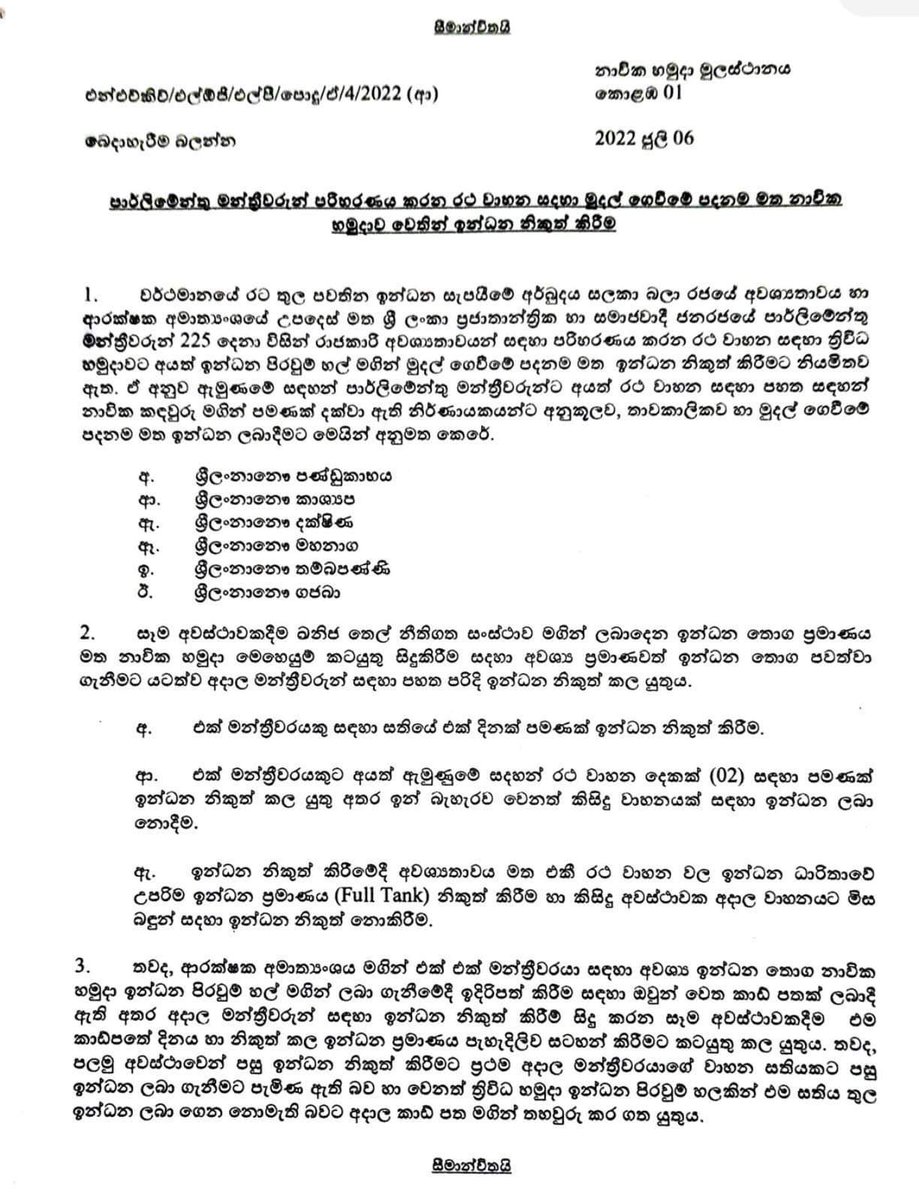 සීමාන්විතයි
නාවික හමුදා මූලස්ථානය
එන්එච්කිව්/එල්ඕජී/එල්පී/පොදු/ඒ/4/2022 (ආ)
කොළඹ 01
බෙදාහැරීම බලන්න
2022 ජූලි 06
පාර්ලිමේන්තු මන්ත්‍රීවරුන් පරිහරණය කරන රථ වාහන සඳහා මුදල් ගෙවීමේ පදනම මත නාවික
හමුදාව වෙතින් ඉන්ධන නිකුත් කිරීම
1. වර්ථමානයේ රට තුල පවතින ඉන්ධන සැපයීමේ අර්බුදය සලකා බලා රජයේ අවශ්‍යතාවය හා
ආරක්ෂක අමාත්‍යංශයේ උපදෙස් මත ශ්‍රී ලංකා ප්‍රජාතාන්ත්‍රික හා සමාජවාදී ජනරජයේ පාර්ලිමේන්තු
මන්ත්‍රීවරුන් 225 දෙනා විසින් රාජකාරී අවශ්‍යතාවයන් සඳහා පරිහරණය කරන රථ වාහන සඳහා ත්‍රිවිධ
හමුදාවට අයත් ඉන්ධන පිරවුම් හල් මගින් මුදල් ගෙවීමේ පදනම මත ඉන්ධන නිකුත් කිරීමට නියමිතව
ඇත. ඒ අනුව ඇමුණුමේ සඳහන් පාර්ලිමේන්තු මන්ත්‍රීවරුන්ට අයත් රථ වාහන සඳහා පහත සඳහන්
නාවික කඳවුරු මගින් පමණක් දක්වා ඇති නිර්ණායකයන්ට අනුකූලව, තාවකාලිකව හා මුදල් ගෙවීමේ
පදනම මත ඉන්ධන ලබාදීමට මෙයින් අනුමත කෙරේ.
අ. ශ්‍රීලංනානෞ පණ්ඩුකාභය
ආ. ශ්‍රීලංනානෞ කාශ්‍යප
ඇ. ශ්‍රීලංනානෞ දක්ෂිණ
ඈ. ශ්‍රීලංනානෞ මහනාග
ඉ. ශ්‍රීලංනානෞ තම්බපණ්ණි
ඊ. ශ්‍රීලංනානෞ ගජබා
2. සෑම අවස්ථාවකදීම ඛනිජ තෙල් නීතිගත සංස්ථාව මගින් ලබාදෙන ඉන්ධන තොග ප්‍රමාණය
මත නාවික හමුදා මෙහෙයුම් කටයුතු සිදුකිරීම සඳහා අවශ්‍ය ප්‍රමාණවත් ඉන්ධන තොග පවත්වා
ගැනීමට යටත්ව අදාල මන්ත්‍රීවරුන් සඳහා පහත පරිදි ඉන්ධන නිකුත් කල යුතුය.
අ. එක් මන්ත්‍රීවරයකු සඳහා සතියේ එක් දිනක් පමණක් ඉන්ධන නිකුත් කිරීම.
ආ. එක් මන්ත්‍රීවරයකුට අයත් ඇමුණුමේ සදහන් රථ වාහන දෙකක් (02) සඳහා පමණක්
ඉන්ධන නිකුත් කල යුතු අතර ඉන් බැහැරව වෙනත් කිසිදු වාහනයක් සඳහා ඉන්ධන ලබා
නොදීම.
ඇ. ඉන්ධන නිකුත් කිරීමේදී අවශ්‍යතාවය මත එකී රථ වාහන වල ඉන්ධන ධාරිතාවේ
උපරිම ඉන්ධන ප්‍රමාණය (Full Tank) නිකුත් කිරීම හා කිසිදු අවස්ථාවක අදාල වාහනයට මිස
බඳුන් සදහා ඉන්ධන නිකුත් නොකිරීම.
3. තවද, ආරක්ෂක අමාත්‍යංශය මගින් එක් එක් මන්ත්‍රීවරයා සඳහා අවශ්‍ය ඉන්ධන තොග නාවික
හමුදා ඉන්ධන පිරවුම් හල් මගින් ලබා ගැනීමේදී ඉදිරිපත් කිරීම සඳහා ඔවුන් වෙත කාඩ් පතක් ලබාදී
ඇති අතර අදාල මන්ත්‍රීවරුන් සඳහා ඉන්ධන නිකුත් කිරීම් සිදු කරන සෑම අවස්ථාවකදීම එම
කාඩ්පතේ දිනය හා නිකුත් කල ඉන්ධන ප්‍රමාණය පැහැදිලිව සටහන් කිරීමට කටයුතු කල යුතුය. තවද,
පලමු අවස්ථාවෙන් පසු ඉන්ධන නිකුත් කිරීමට ප්‍රථම අදාල මන්ත්‍රීවරයාගේ වාහන සතියකට පසු
ඉන්ධන ලබා ගැනීමට පැමිණ ඇති බව හා වෙනත් ත්‍රිවිධ හමුදා ඉන්ධන පිරවුම් හලකින් එම සතිය තුල
ඉන්ධන ලබා ගෙන නොමැති බවට අදාල කාඩ් පත මගින් තහවුරු කර ගත යුතුය.
සීමාන්විතයි